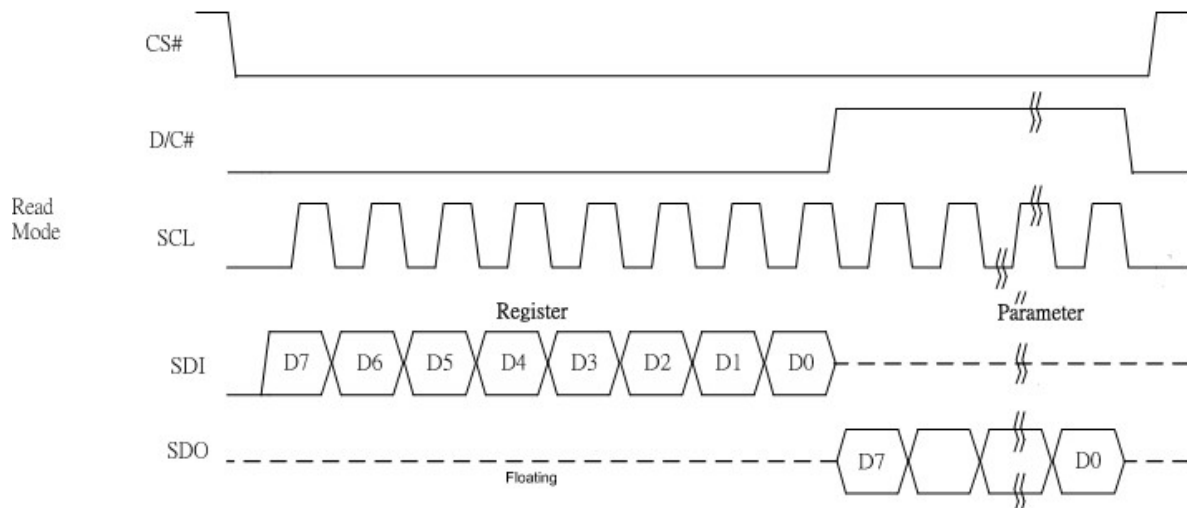 CS#
D/C#
Read
Mode
SCL
Register
Parameter
SDI
D7 D6 D5 D4 D3 D2 D1 D0
SDO
D7 D0
Floating